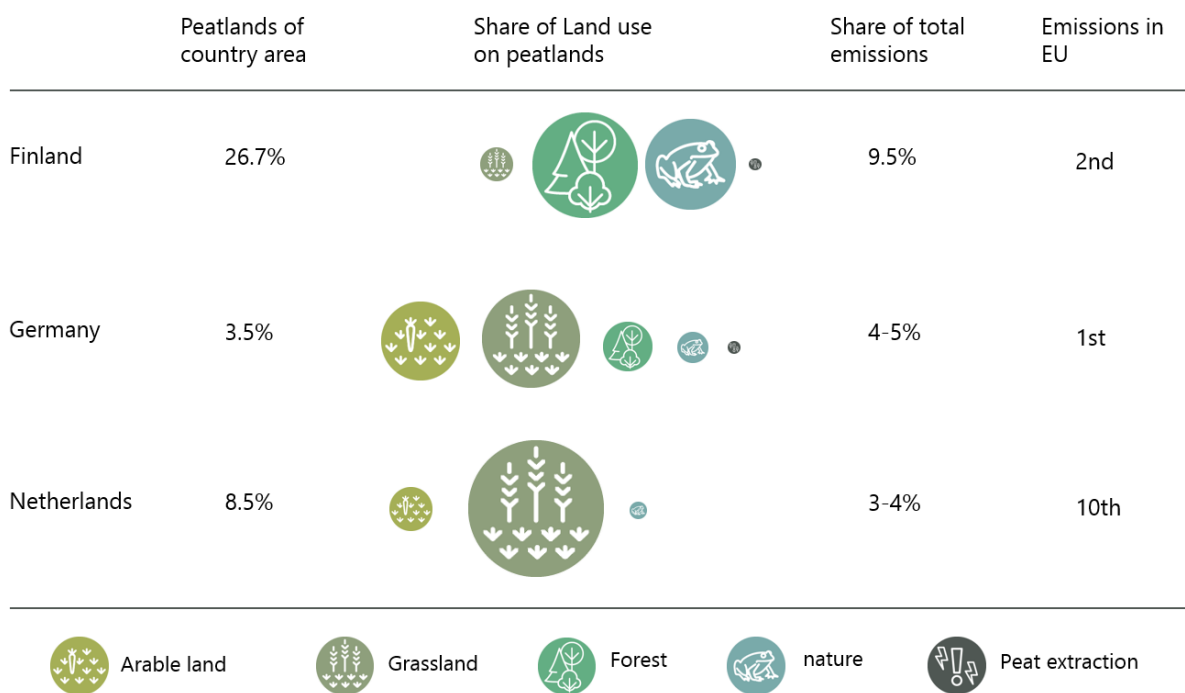 Peatlands of
country area
Share of Land use
on peatlands
Share of total
emissions
Emissions in
EU
Finland
26.7%
9.5%
2nd
Germany
3.5%
4-5%
1st
Netherlands
8.5%
3-4%
10th
Arable land
Grassland
Forest
nature
Peat extraction